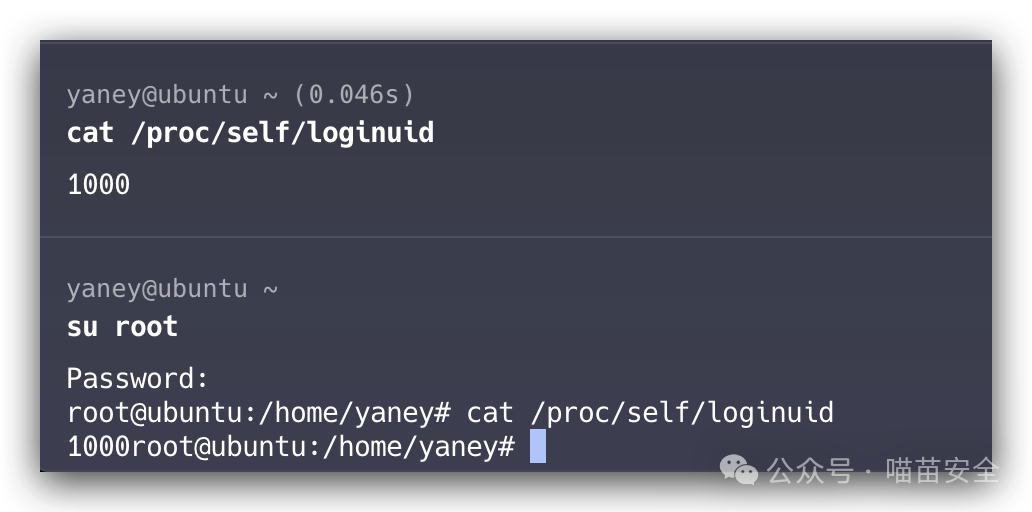 yaney@ubuntu ~ (0.046s)
cat /proc/self/loginuid
1000
yaney@ubuntu ~
su root
Password:
root@ubuntu:/home/yaney# cat /proc/self/loginuid
1000root@ubuntu:/home/yaney#
公众号 · 喵苗安全